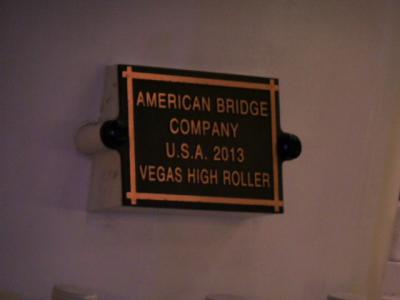 AMERICAN BRIDGE
COMPANY
U.S.A. 2013
VEGAS HIGH ROLLER